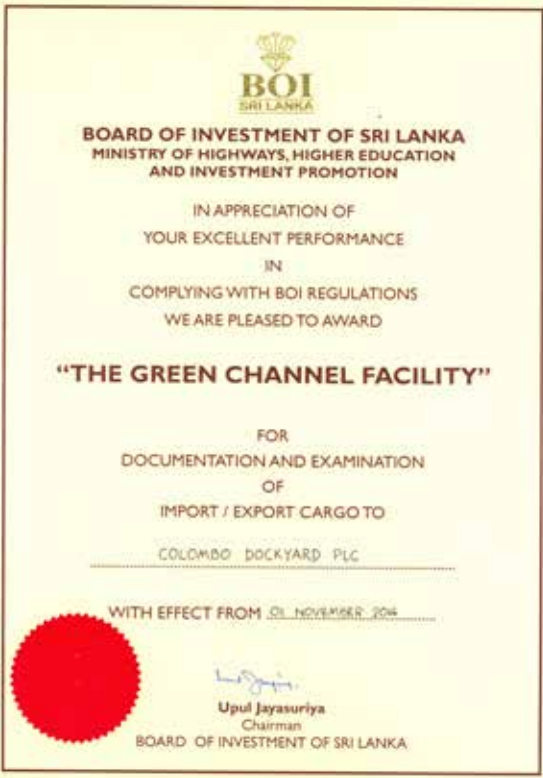 BOI
SRI LANKA
BOARD OF INVESTMENT OF SRI LANKA
MINISTRY OF HIGHWAYS, HIGHER EDUCATION
AND INVESTMENT PROMOTION
IN APPRECIATION OF
YOUR EXCELLENT PERFORMANCE
IN
COMPLYING WITH BOI REGULATIONS
WE ARE PLEASED TO AWARD
“THE GREEN CHANNEL FACILITY”
FOR
DOCUMENTATION AND EXAMINATION
OF
IMPORT / EXPORT CARGO TO
COLOMBO DOCKYARD PLC
WITH EFFECT FROM 01 NOVEMBER
Upul Jayasuriya
Chairman
BOARD OF INVESTMENT OF SRI LANKA